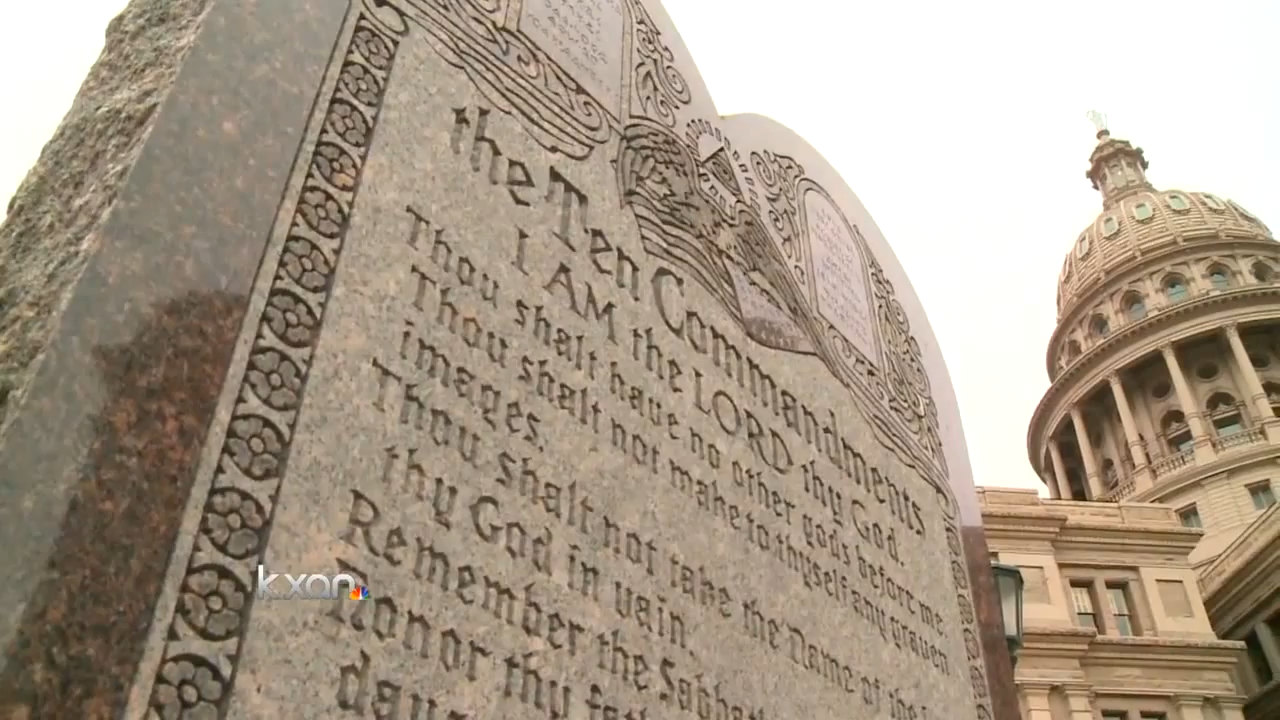 the Ten Commandments
I AM the LORD thy God.
Thou shalt have no other gods before me.
Thou shalt not make to thyself any graven
images.
Thou shalt not take the Name of the
thy God in vain.
Remember the
Honor thy
kxan